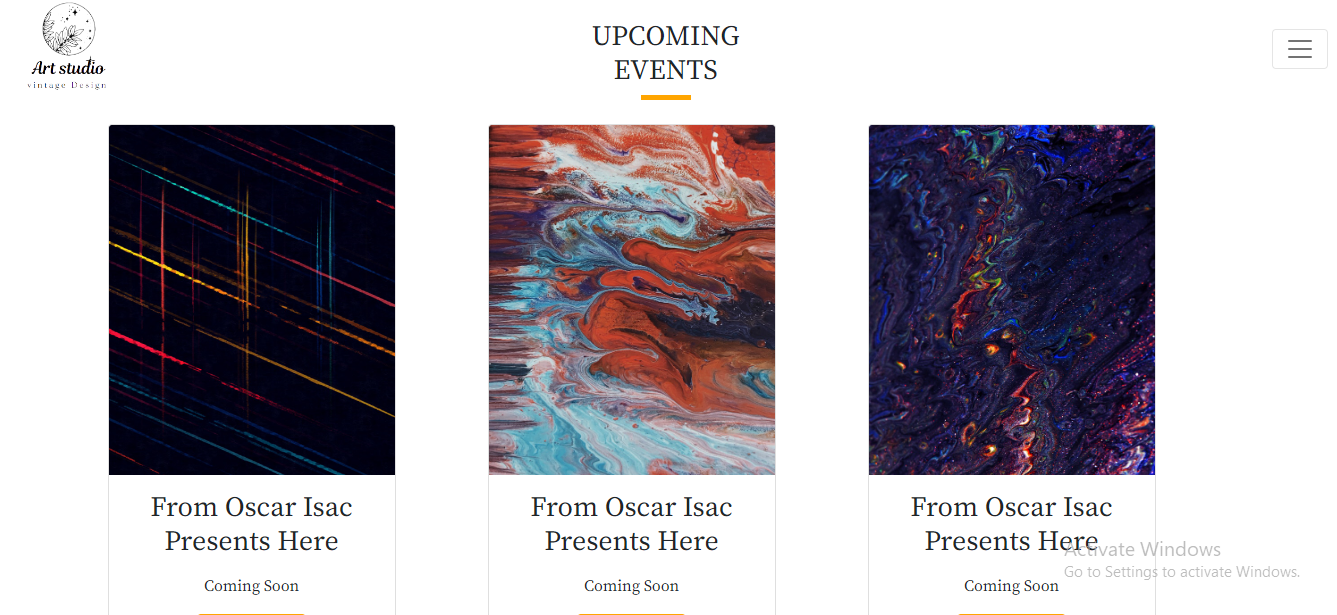 UPCOMING
EVENTS
Art studio
vintage Design
From Oscar Isac
Presents Here
Coming Soon
From Oscar Isac
Presents Here
Coming Soon
From Oscar Isac
Presents Here
Coming Soon
Activate Windows
Go to Settings to activate Windows.